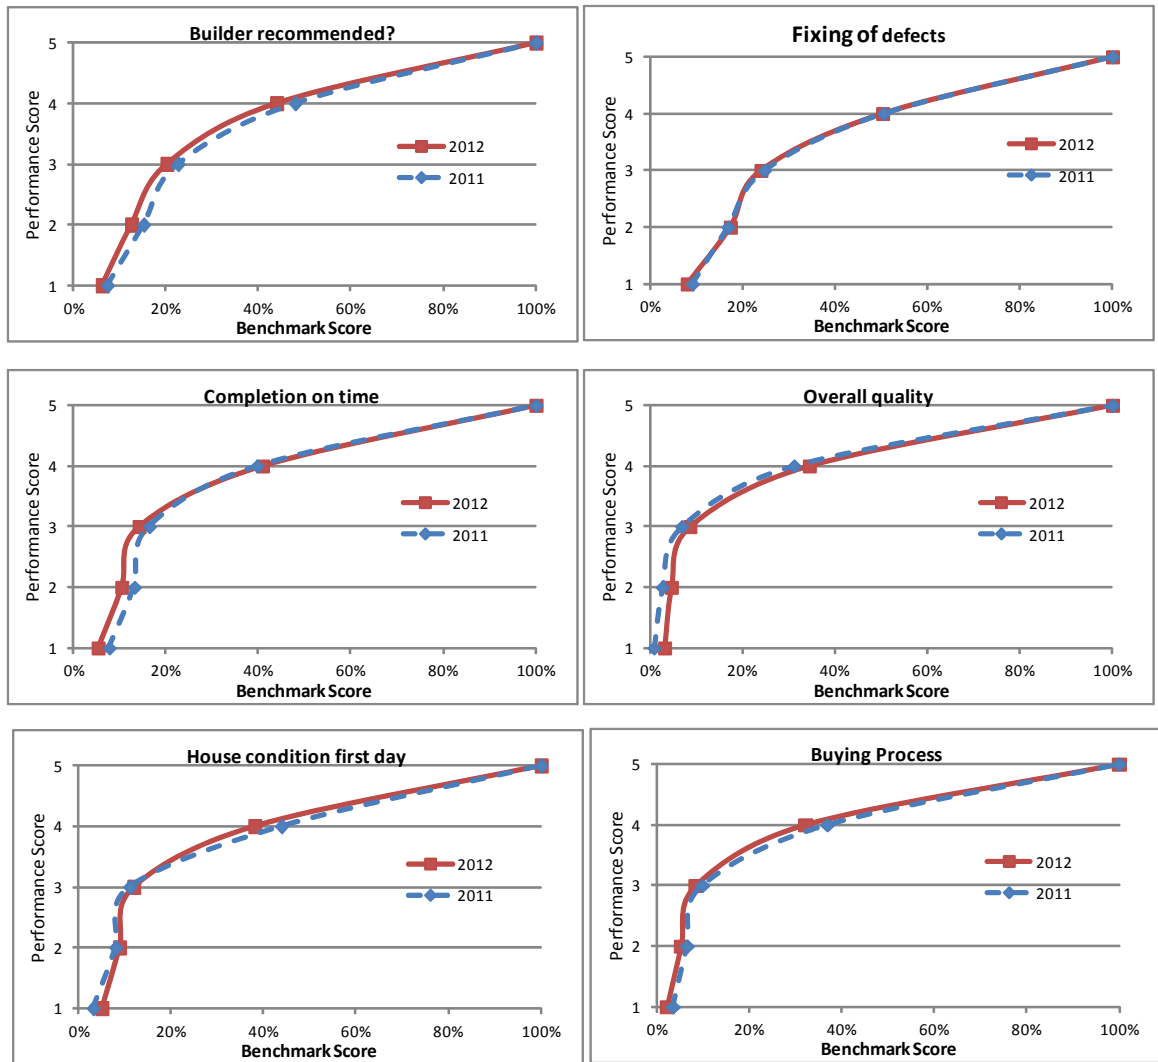 Builder recommended?
5
4
3
2
1
Performance Score
2012
2011
0% 20% 40% 60% 80% 100%
Benchmark Score
Fixing of defects
5
4
3
2
1
Performance Score
2012
2011
0% 20% 40% 60% 80% 100%
Benchmark Score
Completion on time
5
4
3
2
1
Performance Score
2012
2011
0% 20% 40% 60% 80% 100%
Benchmark Score
Overall quality
5
4
3
2
1
Performance Score
2012
2011
0% 20% 40% 60% 80% 100%
Benchmark Score
House condition first day
5
4
3
2
1
Performance Score
2012
2011
0% 20% 40% 60% 80% 100%
Benchmark Score
Buying Process
5
4
3
2
1
Performance Score
2012
2011
0% 20% 40% 60% 80% 100%
Benchmark Score